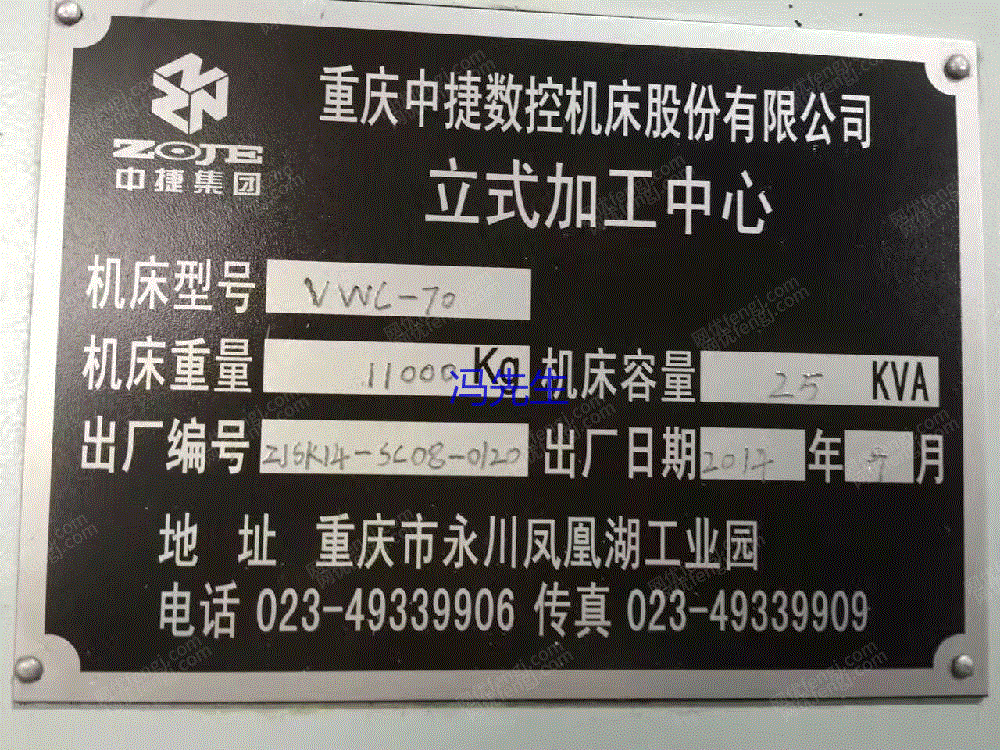 重庆中捷数控机床股份有限公司
ZOJE
中捷集团
立式加工中心
机床型号 VWL-70
机床重量 11000 Kg 机床容量 25 KVA
冯先生
出厂编号 ZJSK14-SC08-0120 出厂日期 2014 年 9 月
地 址 重庆市永川凤凰湖工业园
电话 023-49339906 传真 023-49339909